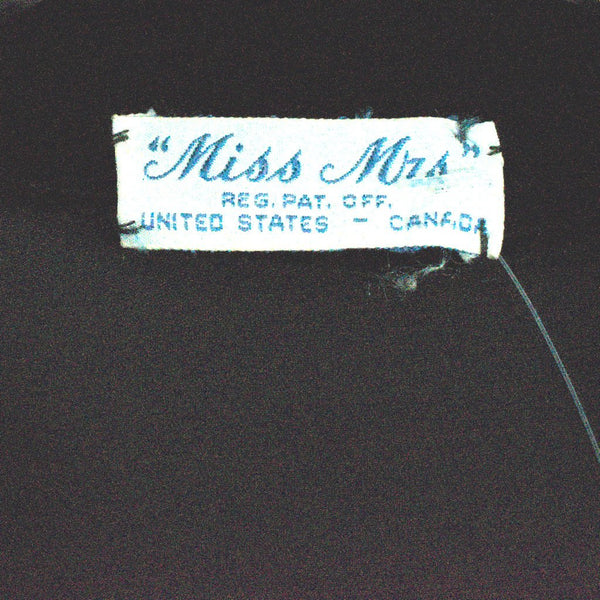 "Miss Mrs"
REG. PAT. OFF.
UNITED STATES - CANADA